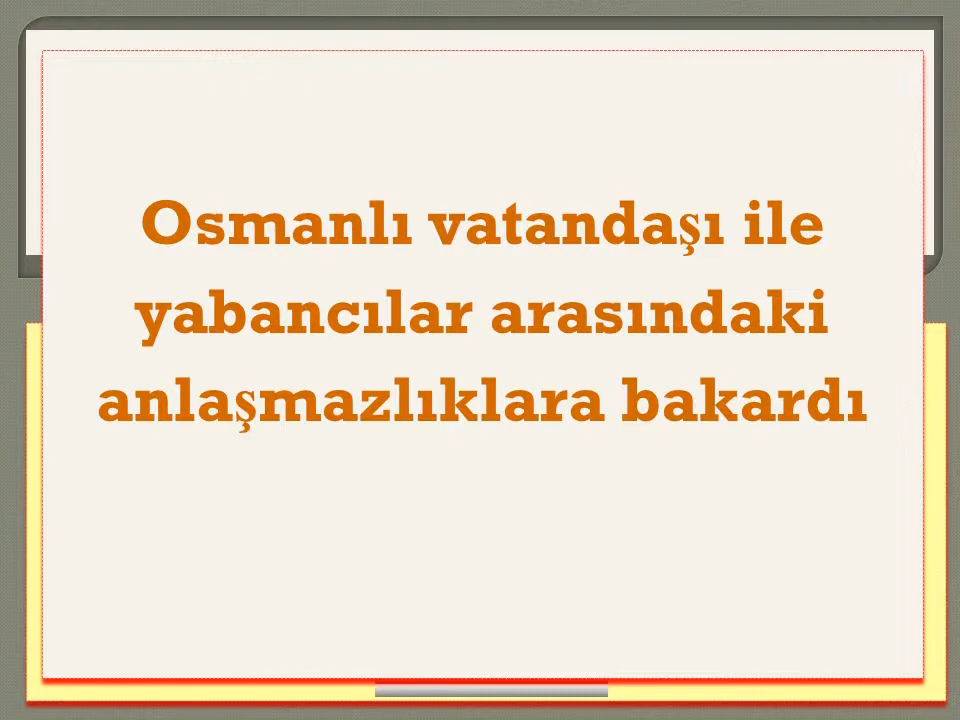 Osmanlı vatandaşı ile
yabancılar arasındaki
anlaşmazlıklara bakardı